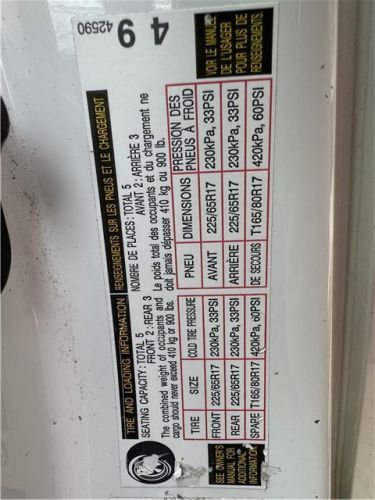 TIRE AND LOADING INFORMATION
SEATING CAPACITY: TOTAL 5
FRONT 2: REAR 3
The combined weight of occupants and
cargo should never exceed 410 kg or 900 lbs.
TIRE SIZE COLD TIRE PRESSURE
FRONT 225/65R17 230kPa, 33PSI
REAR 225/65R17 230kPa, 33PSI
SPARE T165/80R17 420kPa, 60PSI
SEE OWNER'S
MANUAL FOR
ADDITIONAL
INFORMATION
RENSEIGNEMENTS SUR LES PNEUS ET LE CHARGEMENT
NOMBRE DE PLACES: TOTAL 5
AVANT 2: ARRIÈRE 3
Le poids total des occupants et du chargement ne
doit jamais dépasser 410 kg ou 900 lb.
PNEU DIMENSIONS PRESSION DES
PNEUS À FROID
AVANT 225/65R17 230kPa, 33PSI
ARRIÈRE 225/65R17 230kPa, 33PSI
DE SECOURS T165/80R17 420kPa, 60PSI
VOIR LE MANUEL
DE L'USAGER
POUR PLUS DE
RENSEIGNEMENTS.
42590
4 9